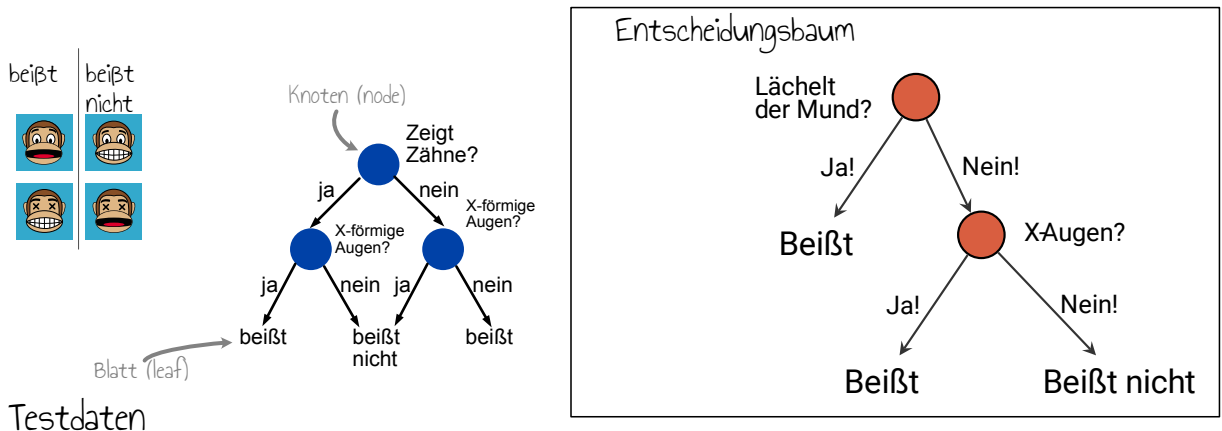 beißt
beißt
nicht
Knoten (node)
Zeigt
Zähne?
ja
nein
X-förmige
Augen?
X-förmige
Augen?
ja
nein
ja
nein
beißt
beißt
nicht
beißt
Blatt (leaf)
Testdaten
Entscheidungsbaum
Lächelt
der Mund?
Ja!
Nein!
Beißt
X-Augen?
Ja!
Nein!
Beißt
Beißt nicht